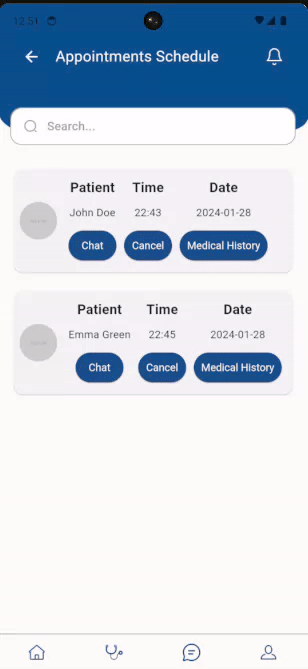 12:51
Appointments Schedule
Search...
Patient Time Date
John Doe 22:43 2024-01-28
Chat Cancel Medical History
Patient Time Date
Emma Green 22:45 2024-01-28
Chat Cancel Medical History